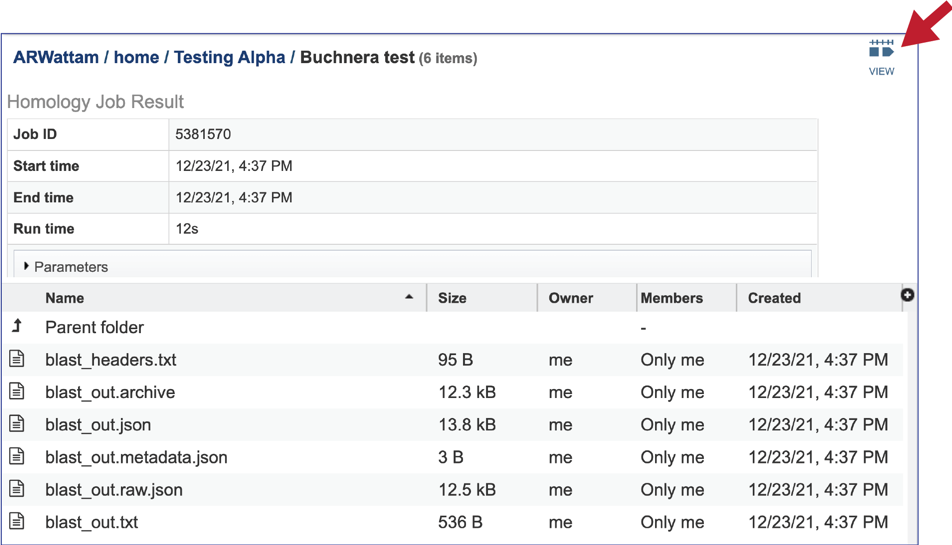 ARWattam / home / Testing Alpha / Buchnera test (6 items)
VIEW
Homology Job Result
Job ID 5381570
Start time 12/23/21, 4:37 PM
End time 12/23/21, 4:37 PM
Run time 12s
Parameters
Name Size Owner Members Created
Parent folder -
blast_headers.txt 95 B me Only me 12/23/21, 4:37 PM
blast_out.archive 12.3 kB me Only me 12/23/21, 4:37 PM
blast_out.json 13.8 kB me Only me 12/23/21, 4:37 PM
blast_out.metadata.json 3 B me Only me 12/23/21, 4:37 PM
blast_out.raw.json 12.5 kB me Only me 12/23/21, 4:37 PM
blast_out.txt 536 B me Only me 12/23/21, 4:37 PM